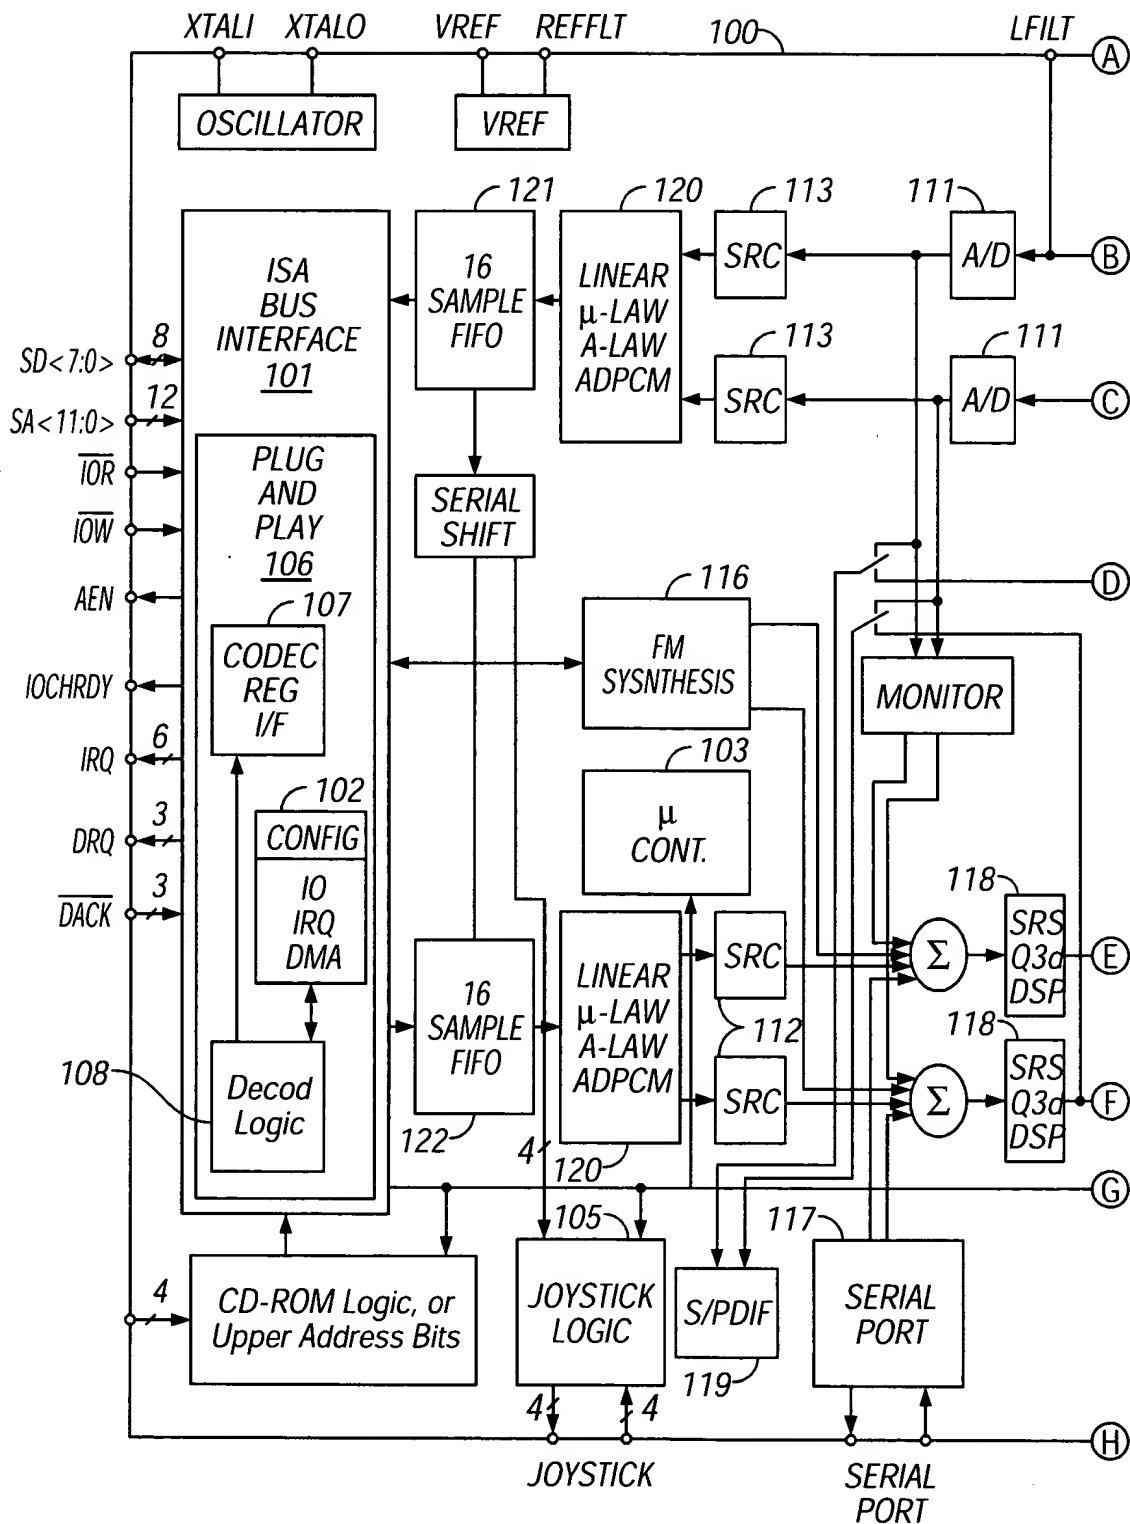 XTALI XTALO VREF REFFLT 100 LFILT
A
OSCILLATOR
VREF
121 120 113 111
ISA
BUS
INTERFACE
101
16
SAMPLE
FIFO
LINEAR
μ-LAW
A-LAW
ADPCM
SRC
A/D
B
113
111
SRC
A/D
C
SD<7:0>
8
SA<11:0>
12
IOR
IOW
AEN
IOCHRDY
IRQ
6
DRQ
3
DACK
3
PLUG
AND
PLAY
106
SERIAL
SHIFT
107
CODEC
REG
I/F
116
FM
SYSNTHESIS
D
MONITOR
103
μ
CONT.
102
CONFIG
IO
IRQ
DMA
108
Decod
Logic
16
SAMPLE
FIFO
122
LINEAR
μ-LAW
A-LAW
ADPCM
120
SRC
112
SRC
Σ
Σ
118
SRS
Q3d
DSP
E
118
SRS
Q3d
DSP
F
4
G
105
117
4
CD-ROM Logic, or
Upper Address Bits
JOYSTICK
LOGIC
S/PDIF
119
SERIAL
PORT
4
4
H
JOYSTICK
SERIAL
PORT